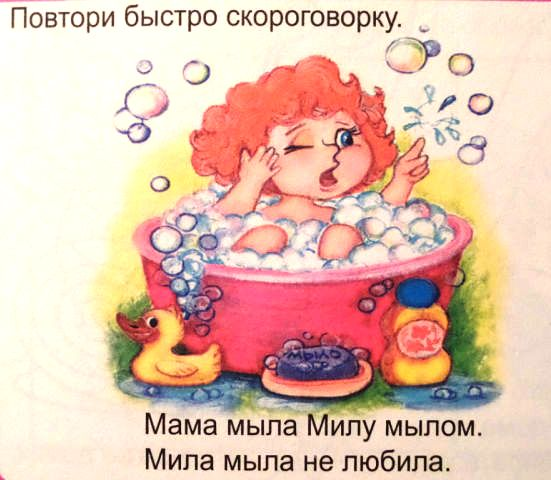 Повтори быстро скороговорку.
мыло
Мама мыла Милу мылом.
Мила мыла не любила.